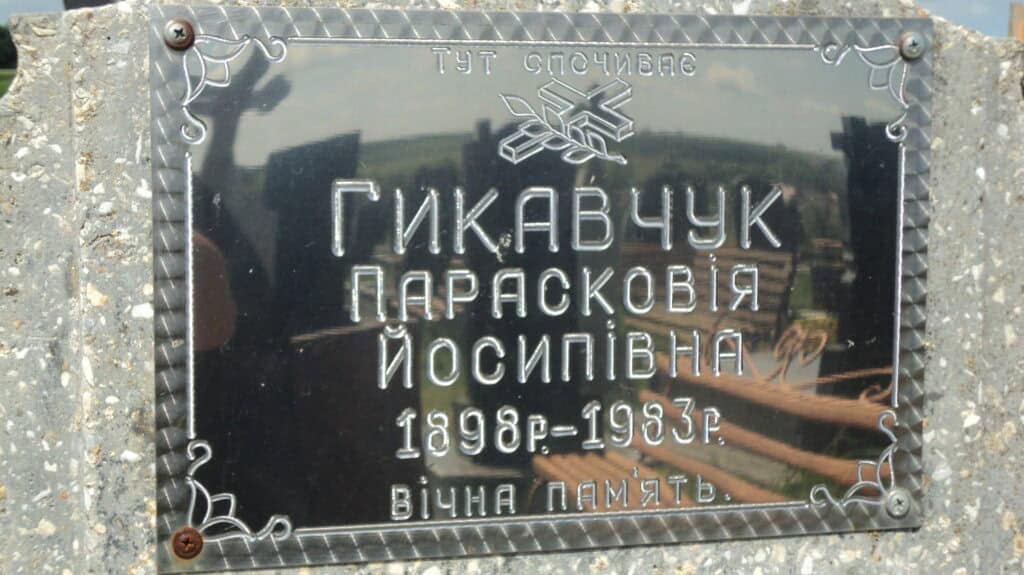 ТУТ СПОЧИВАЄ
ГИКАВЧУК
ПАРАСКОВІЯ
ЙОСИПІВНА
1898р.-1983р.
ВІЧНА ПАМ'ЯТЬ.